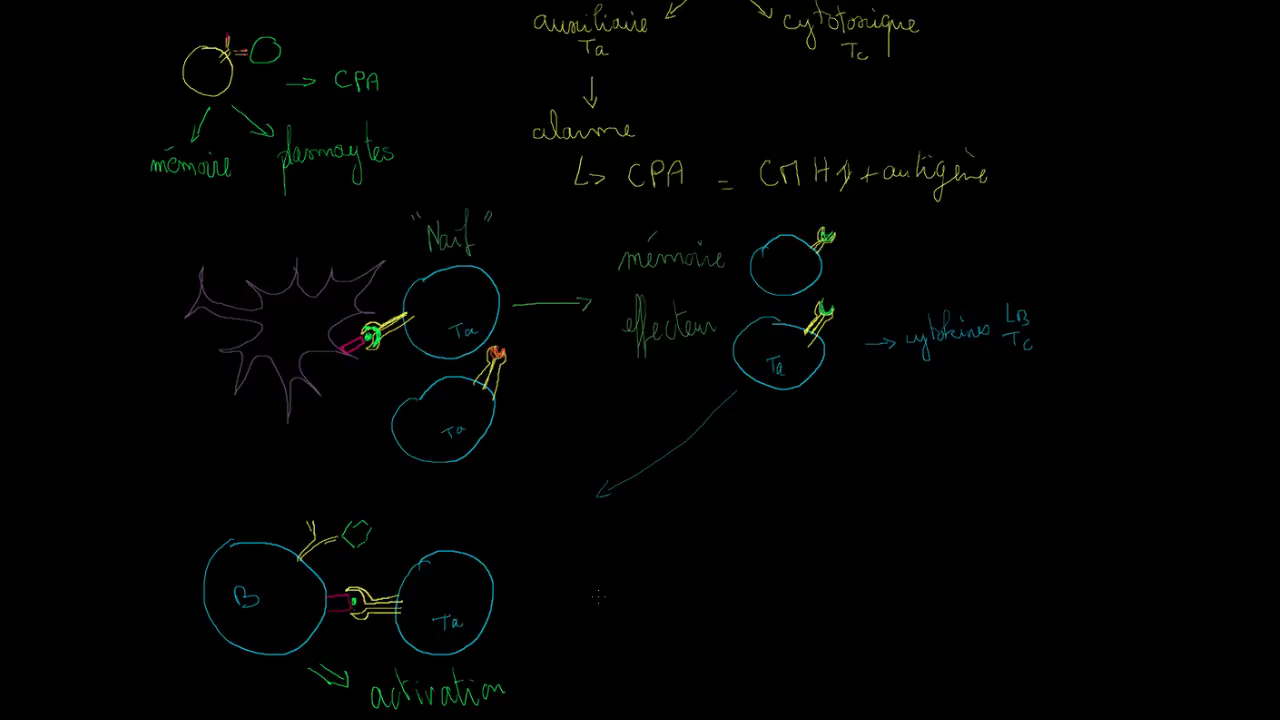 auxiliaire
Ta
cytotoxique
Tc
CPA
mémoire
plasmocytes
alarme
CPA = CMH II + antigène
"Naïf"
Ta
Ta
mémoire
effecteur
Ta
cytokines LB
Tc
B
Ta
activation